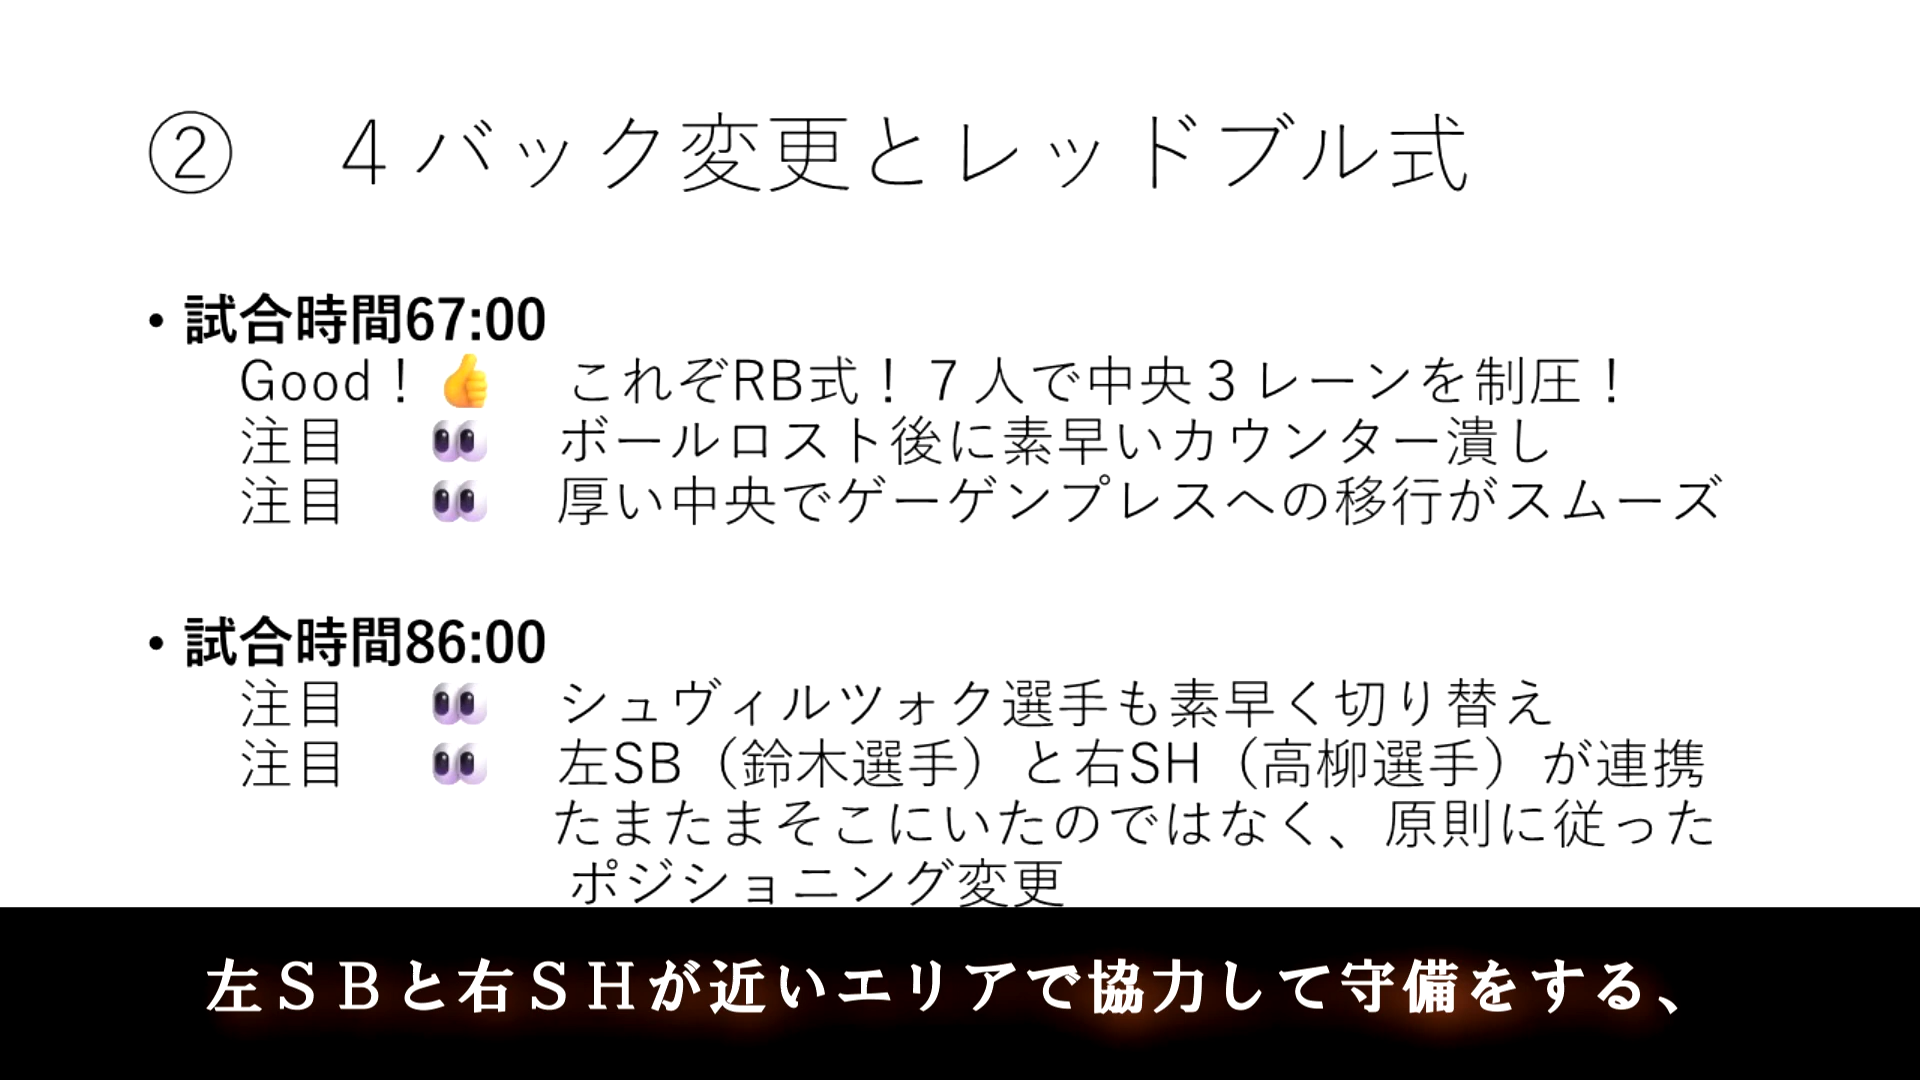 ②　４バック変更とレッドブル式
• 試合時間67:00
Good！👍　これぞRB式！７人で中央３レーンを制圧！
注目　👀　ボールロスト後に素早いカウンター潰し
注目　👀　厚い中央でゲーゲンプレスへの移行がスムーズ
• 試合時間86:00
注目　👀　シュヴィルツォク選手も素早く切り替え
注目　👀　左SB（鈴木選手）と右SH（高柳選手）が連携
たまたまそこにいたのではなく、原則に従った
ポジショニング変更
左ＳＢと右ＳＨが近いエリアで協力して守備をする、